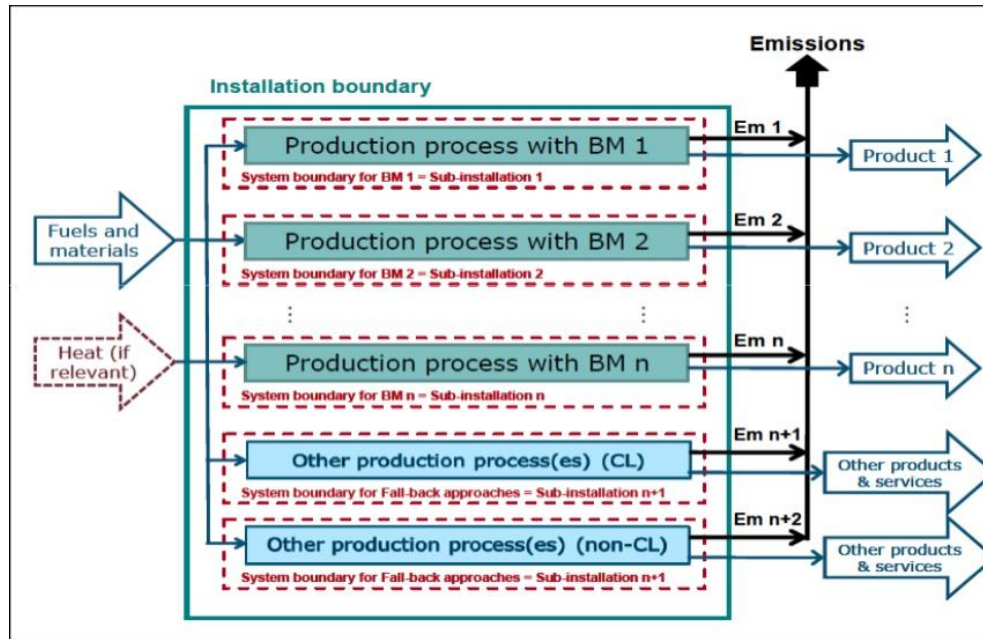 Emissions
Installation boundary
Em 1
Production process with BM 1
Product 1
System boundary for BM 1 = Sub-installation 1
Fuels and
materials
Em 2
Production process with BM 2
Product 2
System boundary for BM 2 = Sub-installation 2
Heat (if
relevant)
Em n
Production process with BM n
Product n
System boundary for BM n = Sub-installation n
Em n+1
Other production process(es) (CL)
Other products
& services
System boundary for Fall-back approaches = Sub-installation n+1
Em n+2
Other production process(es) (non-CL)
Other products
& services
System boundary for Fall-back approaches = Sub-installation n+1